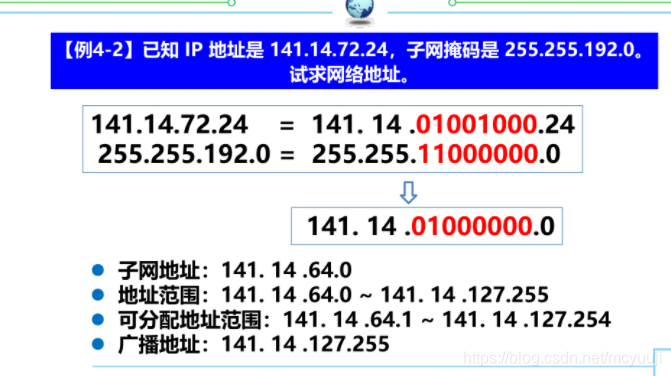 【例4-2】已知 IP 地址是 141.14.72.24，子网掩码是 255.255.192.0。
试求网络地址。
141.14.72.24 = 141. 14 .01001000.24
255.255.192.0 = 255.255.11000000.0
141. 14 .01000000.0
子网地址：141. 14 .64.0
地址范围：141. 14 .64.0 ~ 141. 14 .127.255
可分配地址范围：141. 14 .64.1 ~ 141. 14 .127.254
广播地址：141. 14 .127.255
https://blog.csdn.net/mcyuuji